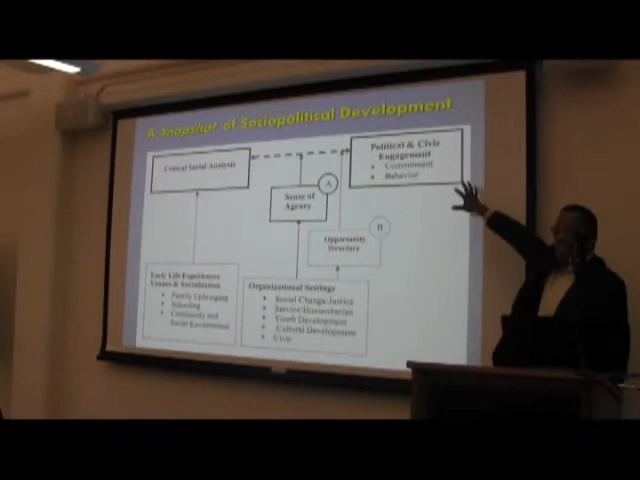 A Snapshot of Sociopolitical Development
Critical Social Analysis
Political & Civic
Engagement
• Commitment
• Behavior
A
Sense of
Agency
B
Opportunity
Structure
Early Life Experiences
Venues & Socialization
• Family Upbringing
• Schooling
• Community and
Social Environment
Organizational Settings
• Social Change/Justice
• Service/Humanitarian
• Youth Development
• Cultural Development
• Civic